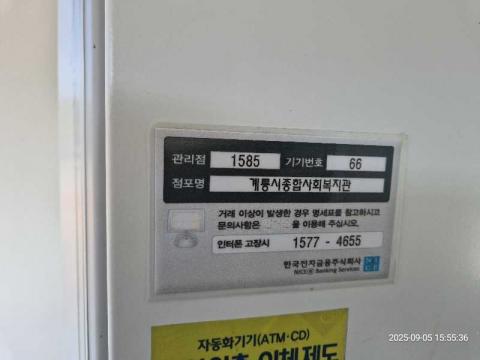 관리점 1585 기기번호 66
점포명 계룡시종합사회복지관
거래 이상이 발생한 경우 명세표를 참고하시고
문의사항은 을 이용해 주십시오.
인터폰 고장시 1577 - 4655
한국전자금융주식회사
NICE Banking Services
자동화기기(ATM·CD)
이체제도
2025-09-05 15:55:36